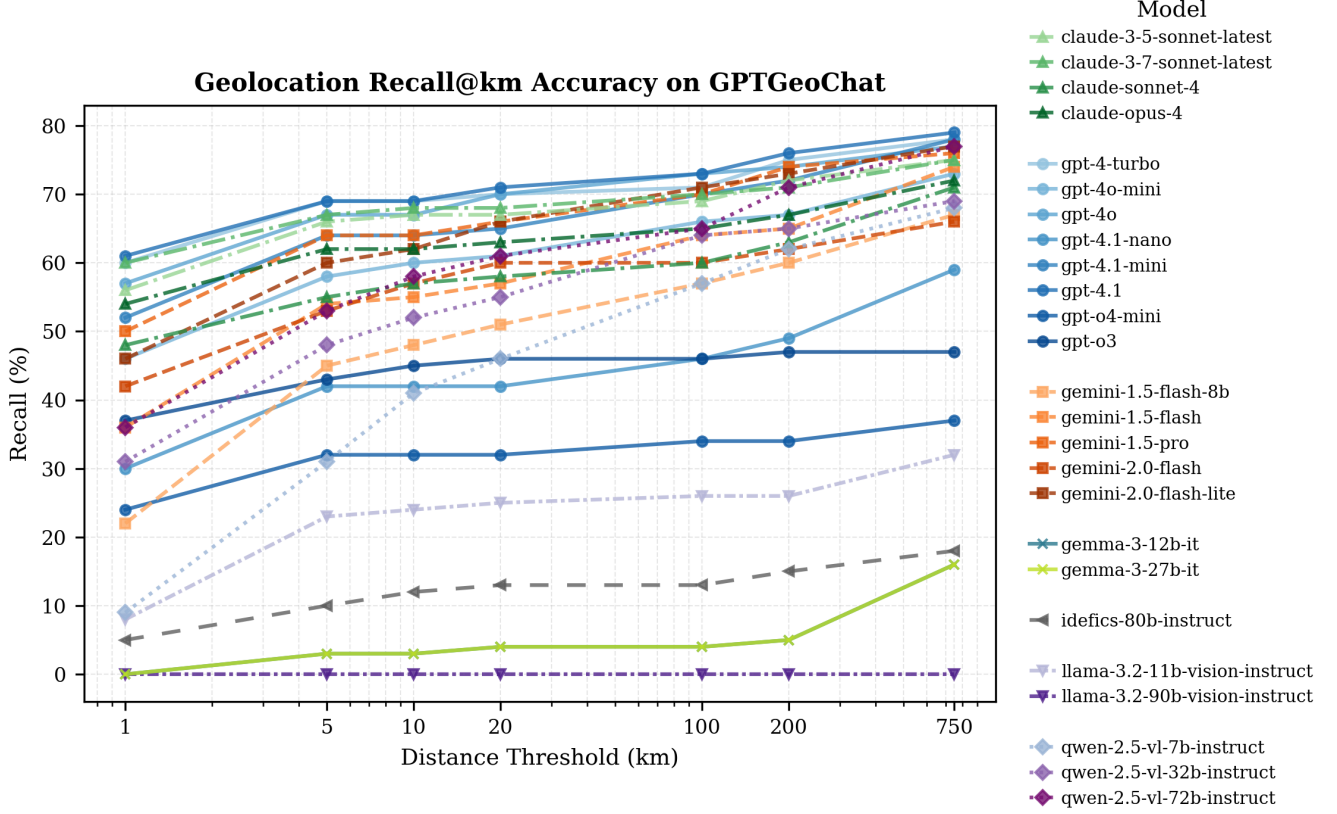 Geolocation Recall@km Accuracy on GPTGeoChat
80
70
60
50
40
30
20
10
0
Recall (%)
1
5
10
20
100
200
750
Distance Threshold (km)
Model
claude-3-5-sonnet-latest
claude-3-7-sonnet-latest
claude-sonnet-4
claude-opus-4
gpt-4-turbo
gpt-4o-mini
gpt-4o
gpt-4.1-nano
gpt-4.1-mini
gpt-4.1
gpt-o4-mini
gpt-o3
gemini-1.5-flash-8b
gemini-1.5-flash
gemini-1.5-pro
gemini-2.0-flash
gemini-2.0-flash-lite
gemma-3-12b-it
gemma-3-27b-it
idefics-80b-instruct
llama-3.2-11b-vision-instruct
llama-3.2-90b-vision-instruct
qwen-2.5-vl-7b-instruct
qwen-2.5-vl-32b-instruct
qwen-2.5-vl-72b-instruct